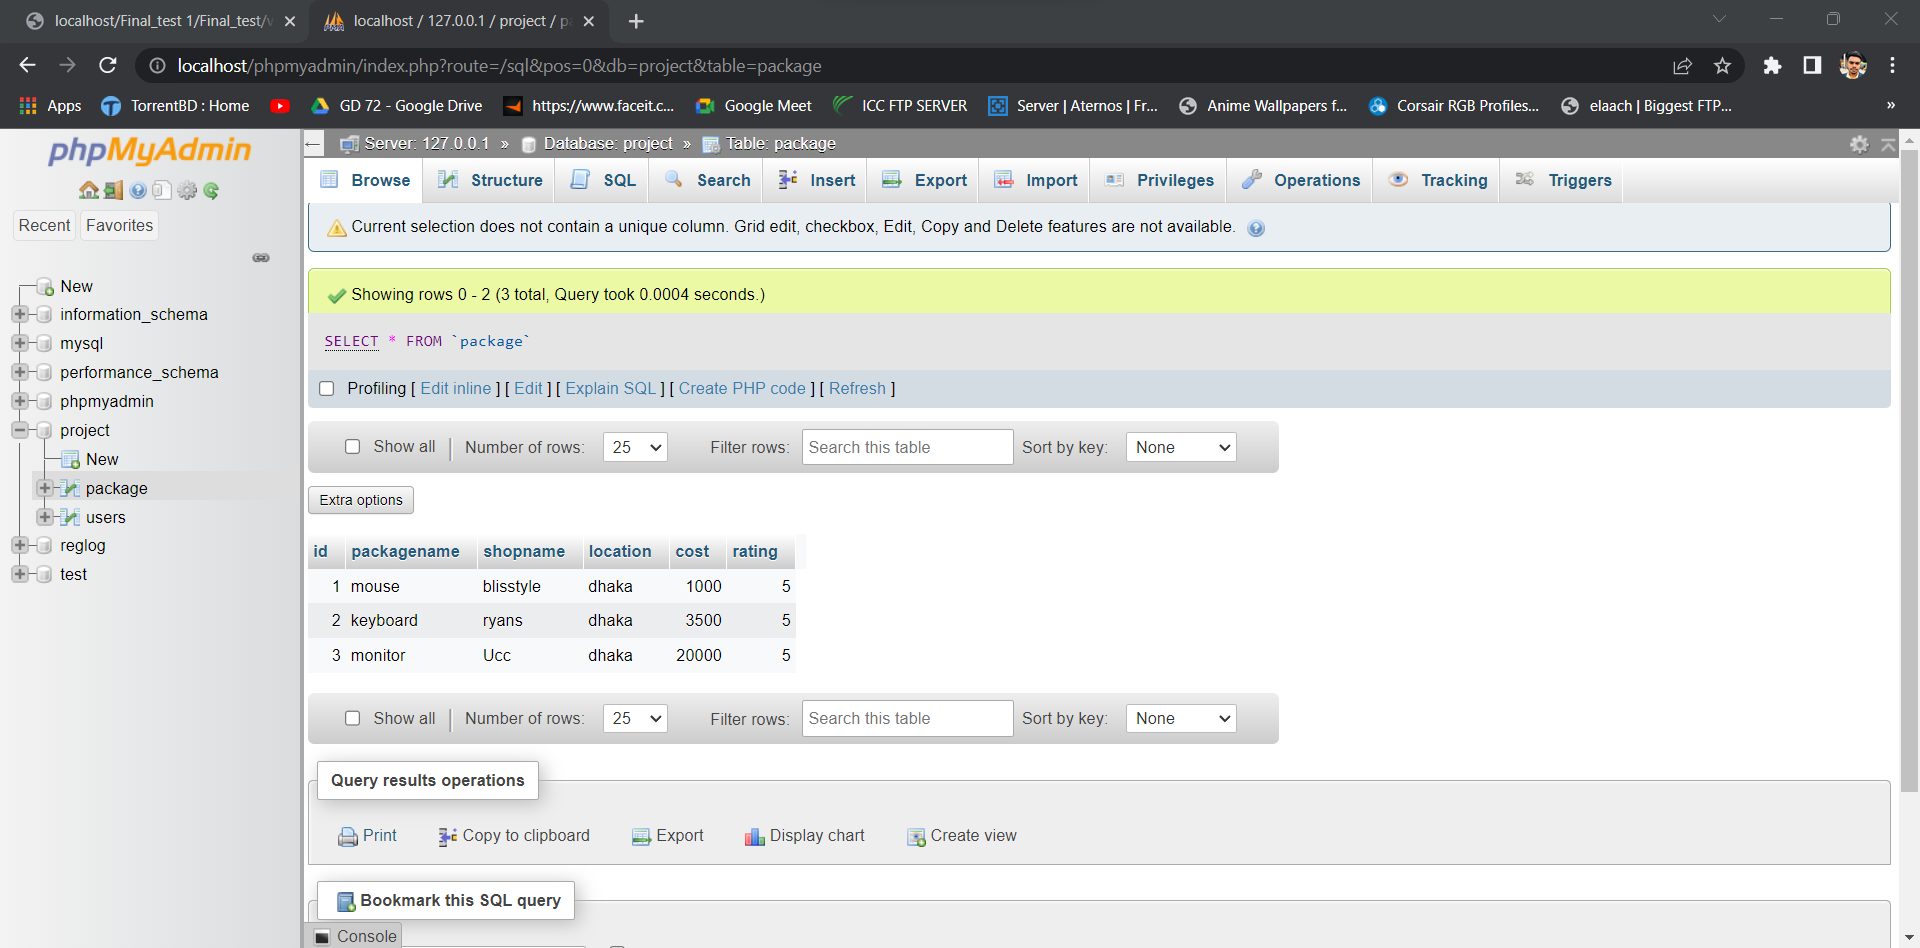 localhost/Final_test 1/Final_test/v
localhost / 127.0.0.1 / project / pa
localhost/phpmyadmin/index.php?route=/sql&pos=0&db=project&table=package
Apps TorrentBD : Home GD 72 - Google Drive https://www.faceit.c... Google Meet ICC FTP SERVER Server | Aternos | Fr... Anime Wallpapers f... Corsair RGB Profiles... elaach | Biggest FTP... »
phpMyAdmin
Recent Favorites
New
information_schema
mysql
performance_schema
phpmyadmin
project
New
package
users
reglog
test
Server: 127.0.0.1 » Database: project » Table: package
Browse Structure SQL Search Insert Export Import Privileges Operations Tracking Triggers
Current selection does not contain a unique column. Grid edit, checkbox, Edit, Copy and Delete features are not available.
Showing rows 0 - 2 (3 total, Query took 0.0004 seconds.)
SELECT * FROM `package`
Profiling [ Edit inline ] [ Edit ] [ Explain SQL ] [ Create PHP code ] [ Refresh ]
Show all Number of rows: 25 Filter rows: Search this table Sort by key: None
Extra options
id packagename shopname location cost rating
1 mouse blisstyle dhaka 1000 5
2 keyboard ryans dhaka 3500 5
3 monitor Ucc dhaka 20000 5
Show all Number of rows: 25 Filter rows: Search this table Sort by key: None
Query results operations
Print Copy to clipboard Export Display chart Create view
Bookmark this SQL query
Console